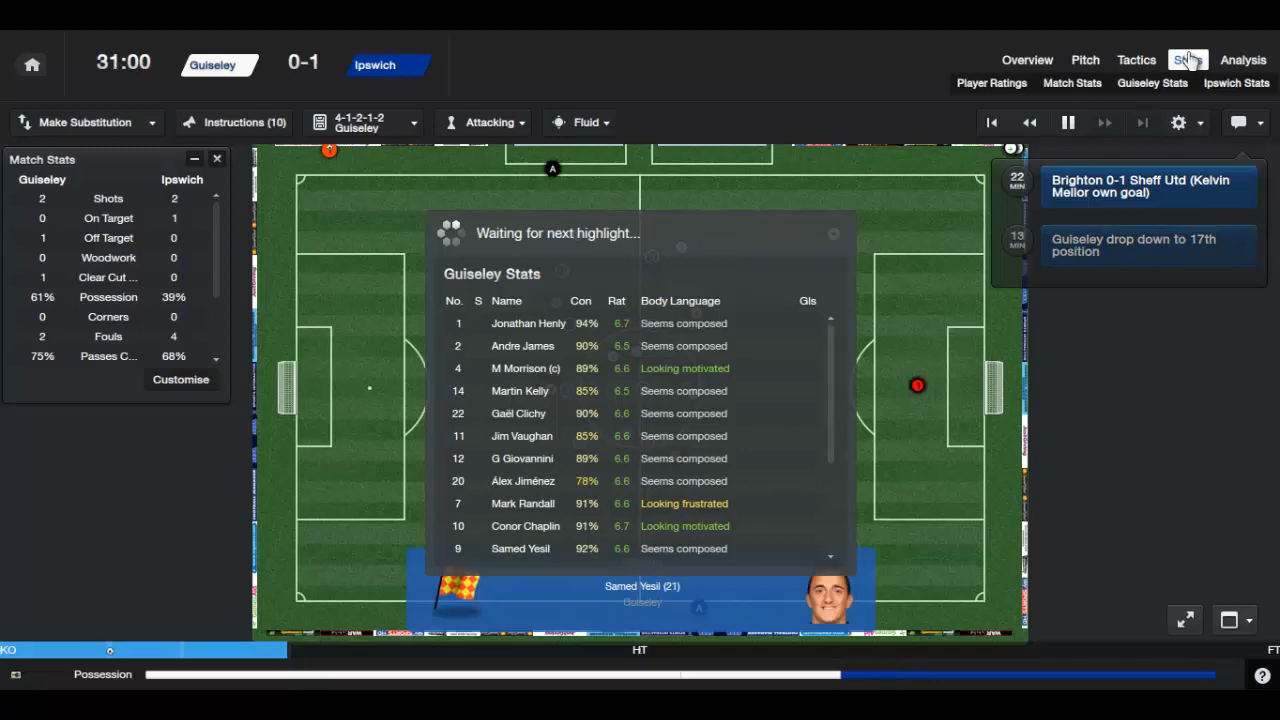 31:00
Guiseley
0-1
Ipswich
Overview
Pitch
Tactics
Analysis
Player Ratings
Match Stats
Guiseley Stats
Ipswich Stats
Make Substitution
Instructions (10)
4-1-2-1-2
Guiseley
Attacking
Fluid
Match Stats
Guiseley Ipswich
2 Shots 2
0 On Target 1
1 Off Target 0
0 Woodwork 0
1 Clear Cut ... 0
61% Possession 39%
0 Corners 0
2 Fouls 4
75% Passes C... 68%
Customise
A
Waiting for next highlight...
Guiseley Stats
No. S Name Con Rat Body Language Gls
1 Jonathan Henly 94% 6.7 Seems composed
2 Andre James 90% 6.5 Seems composed
4 M Morrison (c) 89% 6.6 Looking motivated
14 Martin Kelly 85% 6.5 Seems composed
22 Gaël Clichy 90% 6.6 Seems composed
11 Jim Vaughan 85% 6.6 Seems composed
12 G Giovannini 89% 6.6 Seems composed
20 Álex Jiménez 78% 6.6 Seems composed
7 Mark Randall 91% 6.6 Looking frustrated
10 Conor Chaplin 91% 6.7 Looking motivated
9 Samed Yesil 92% 6.6 Seems composed
22
MIN
Brighton 0-1 Sheff Utd (Kelvin
Mellor own goal)
13
MIN
Guiseley drop down to 17th
position
1
Samed Yesil (21)
Guiseley
A
KO
HT
FT
Possession
?